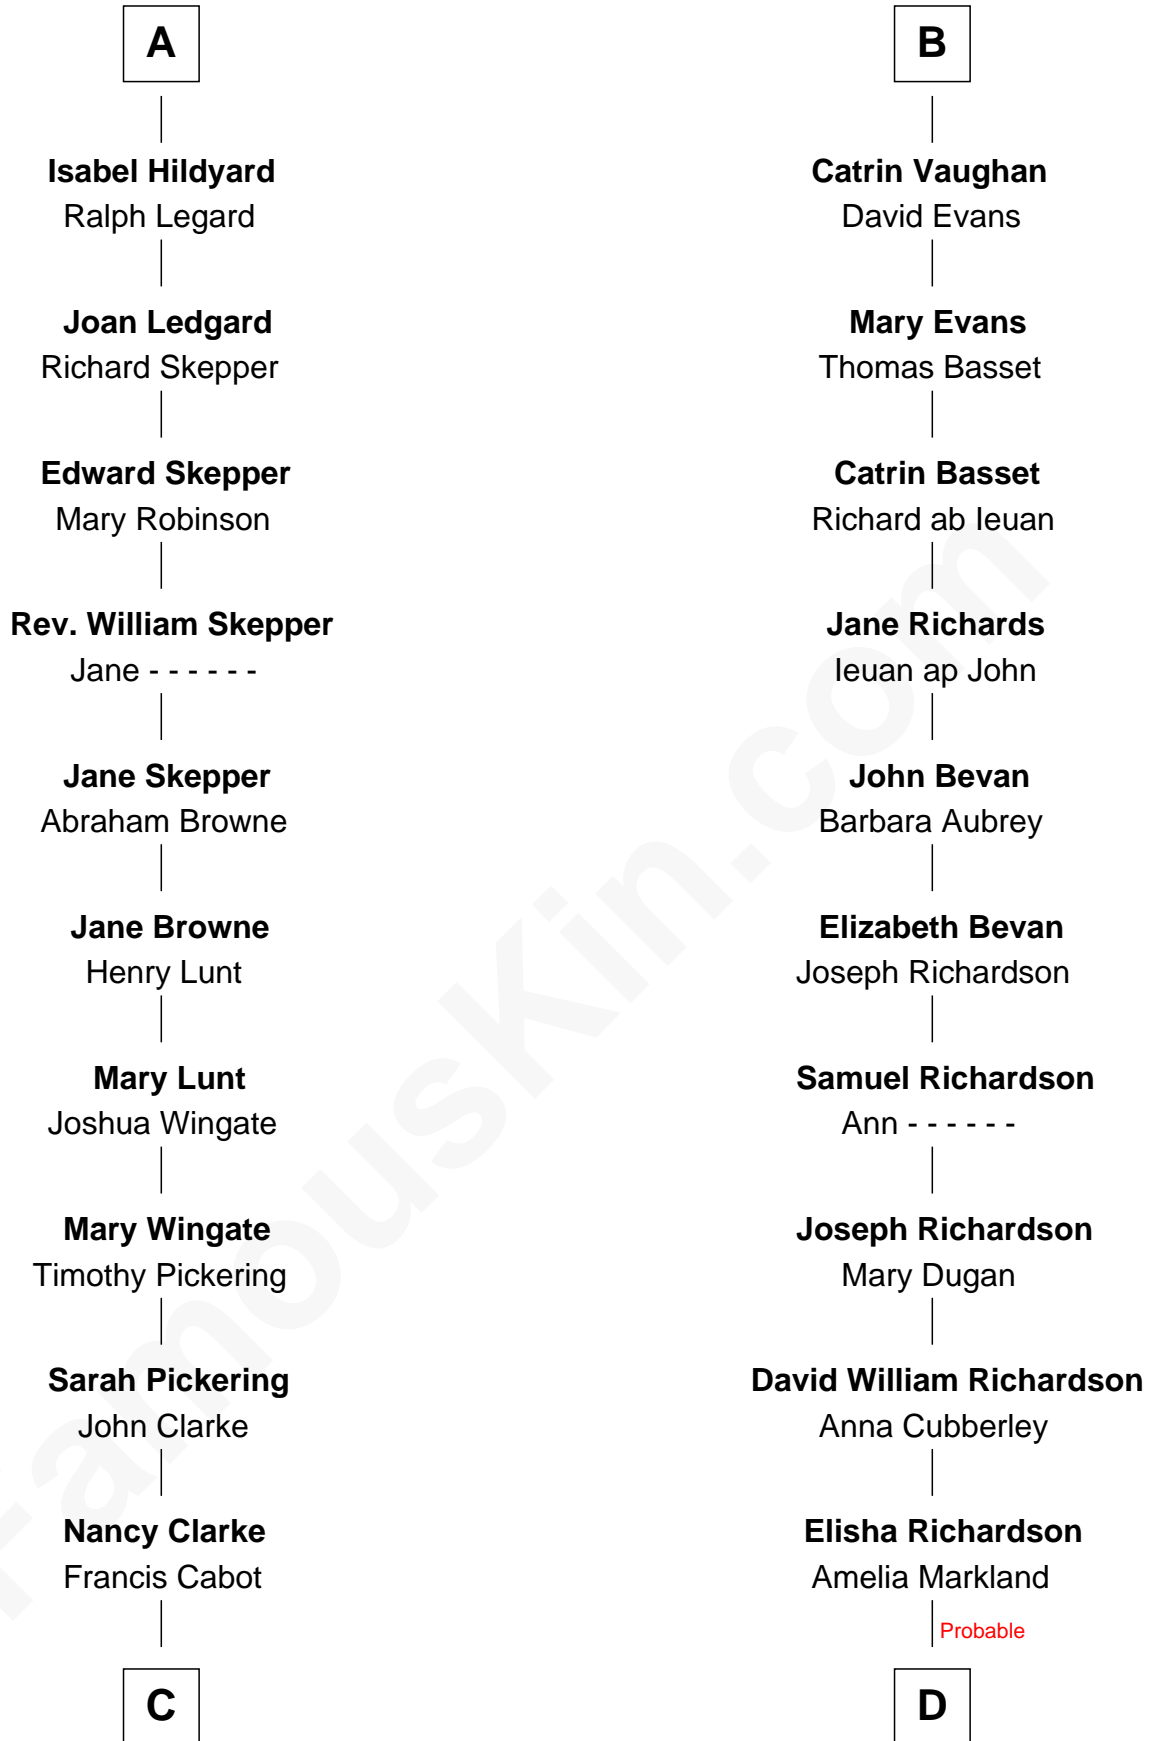 A
Isabel Hildyard
Ralph Legard
Joan Ledgard
Richard Skepper
Edward Skepper
Mary Robinson
Rev. William Skepper
Jane - - - - - -
Jane Skepper
Abraham Browne
Jane Browne
Henry Lunt
Mary Lunt
Joshua Wingate
Mary Wingate
Timothy Pickering
Sarah Pickering
John Clarke
Nancy Clarke
Francis Cabot
C
B
Catrin Vaughan
David Evans
Mary Evans
Thomas Basset
Catrin Basset
Richard ab Ieuan
Jane Richards
Ieuan ap John
John Bevan
Barbara Aubrey
Elizabeth Bevan
Joseph Richardson
Samuel Richardson
Ann - - - - - -
Joseph Richardson
Mary Dugan
David William Richardson
Anna Cubberley
Elisha Richardson
Amelia Markland
Probable
D
FamousKin.com